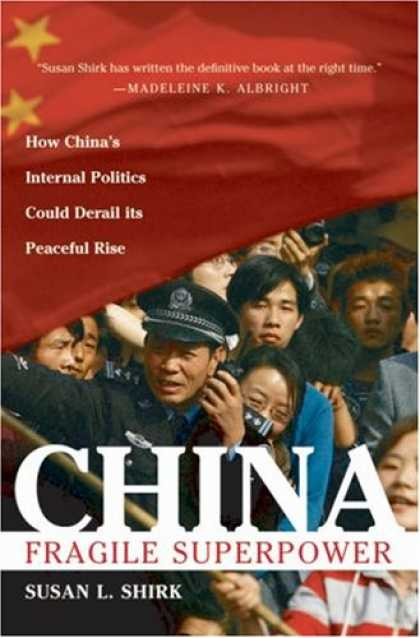 "Susan Shirk has written the definitive book at the right time."
—MADELEINE K. ALBRIGHT
How China's
Internal Politics
Could Derail its
Peaceful Rise
CHINA
FRAGILE SUPERPOWER
SUSAN L. SHIRK